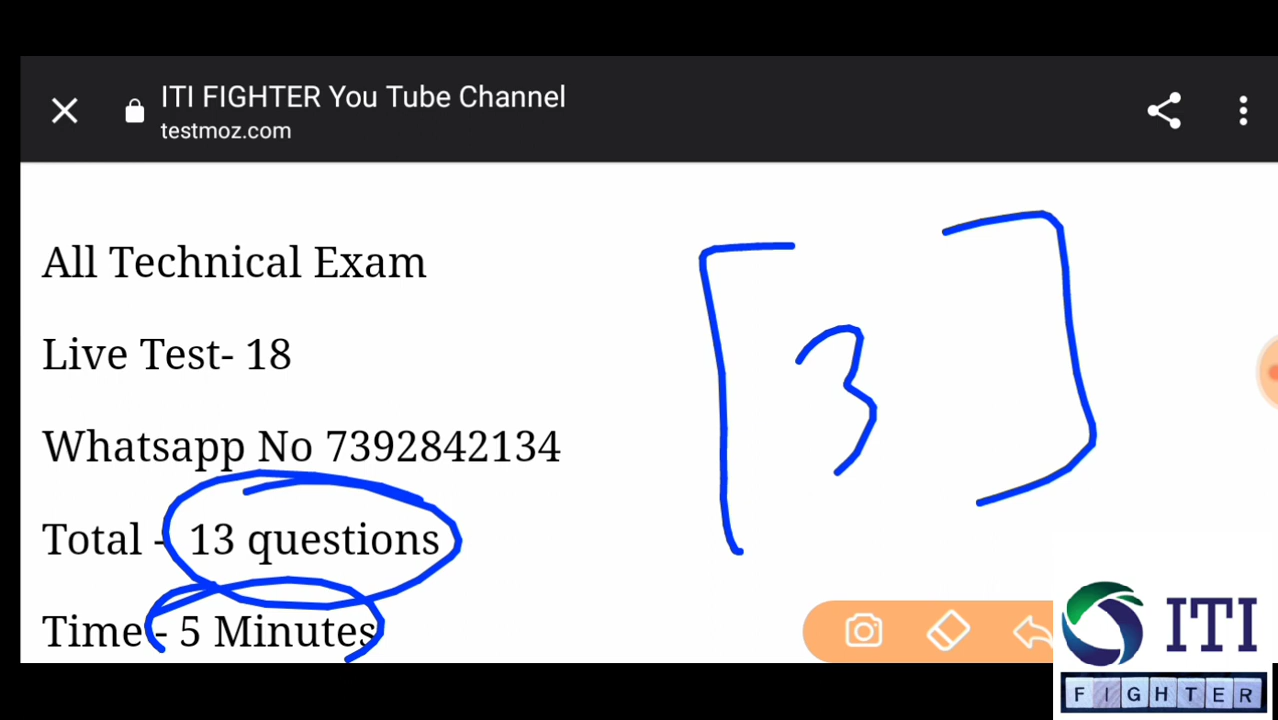 ITI FIGHTER You Tube Channel
testmoz.com
All Technical Exam
Live Test- 18
Whatsapp No 7392842134
Total - 13 questions
Time - 5 Minutes
[3]
ITI
FIGHTER